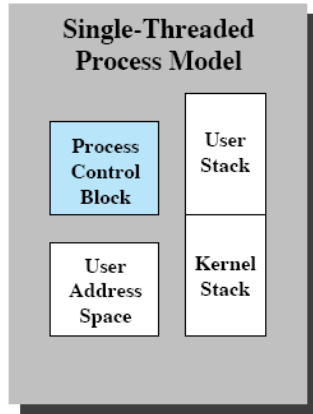 Single-Threaded
Process Model
Process
Control
Block
User
Stack
User
Address
Space
Kernel
Stack